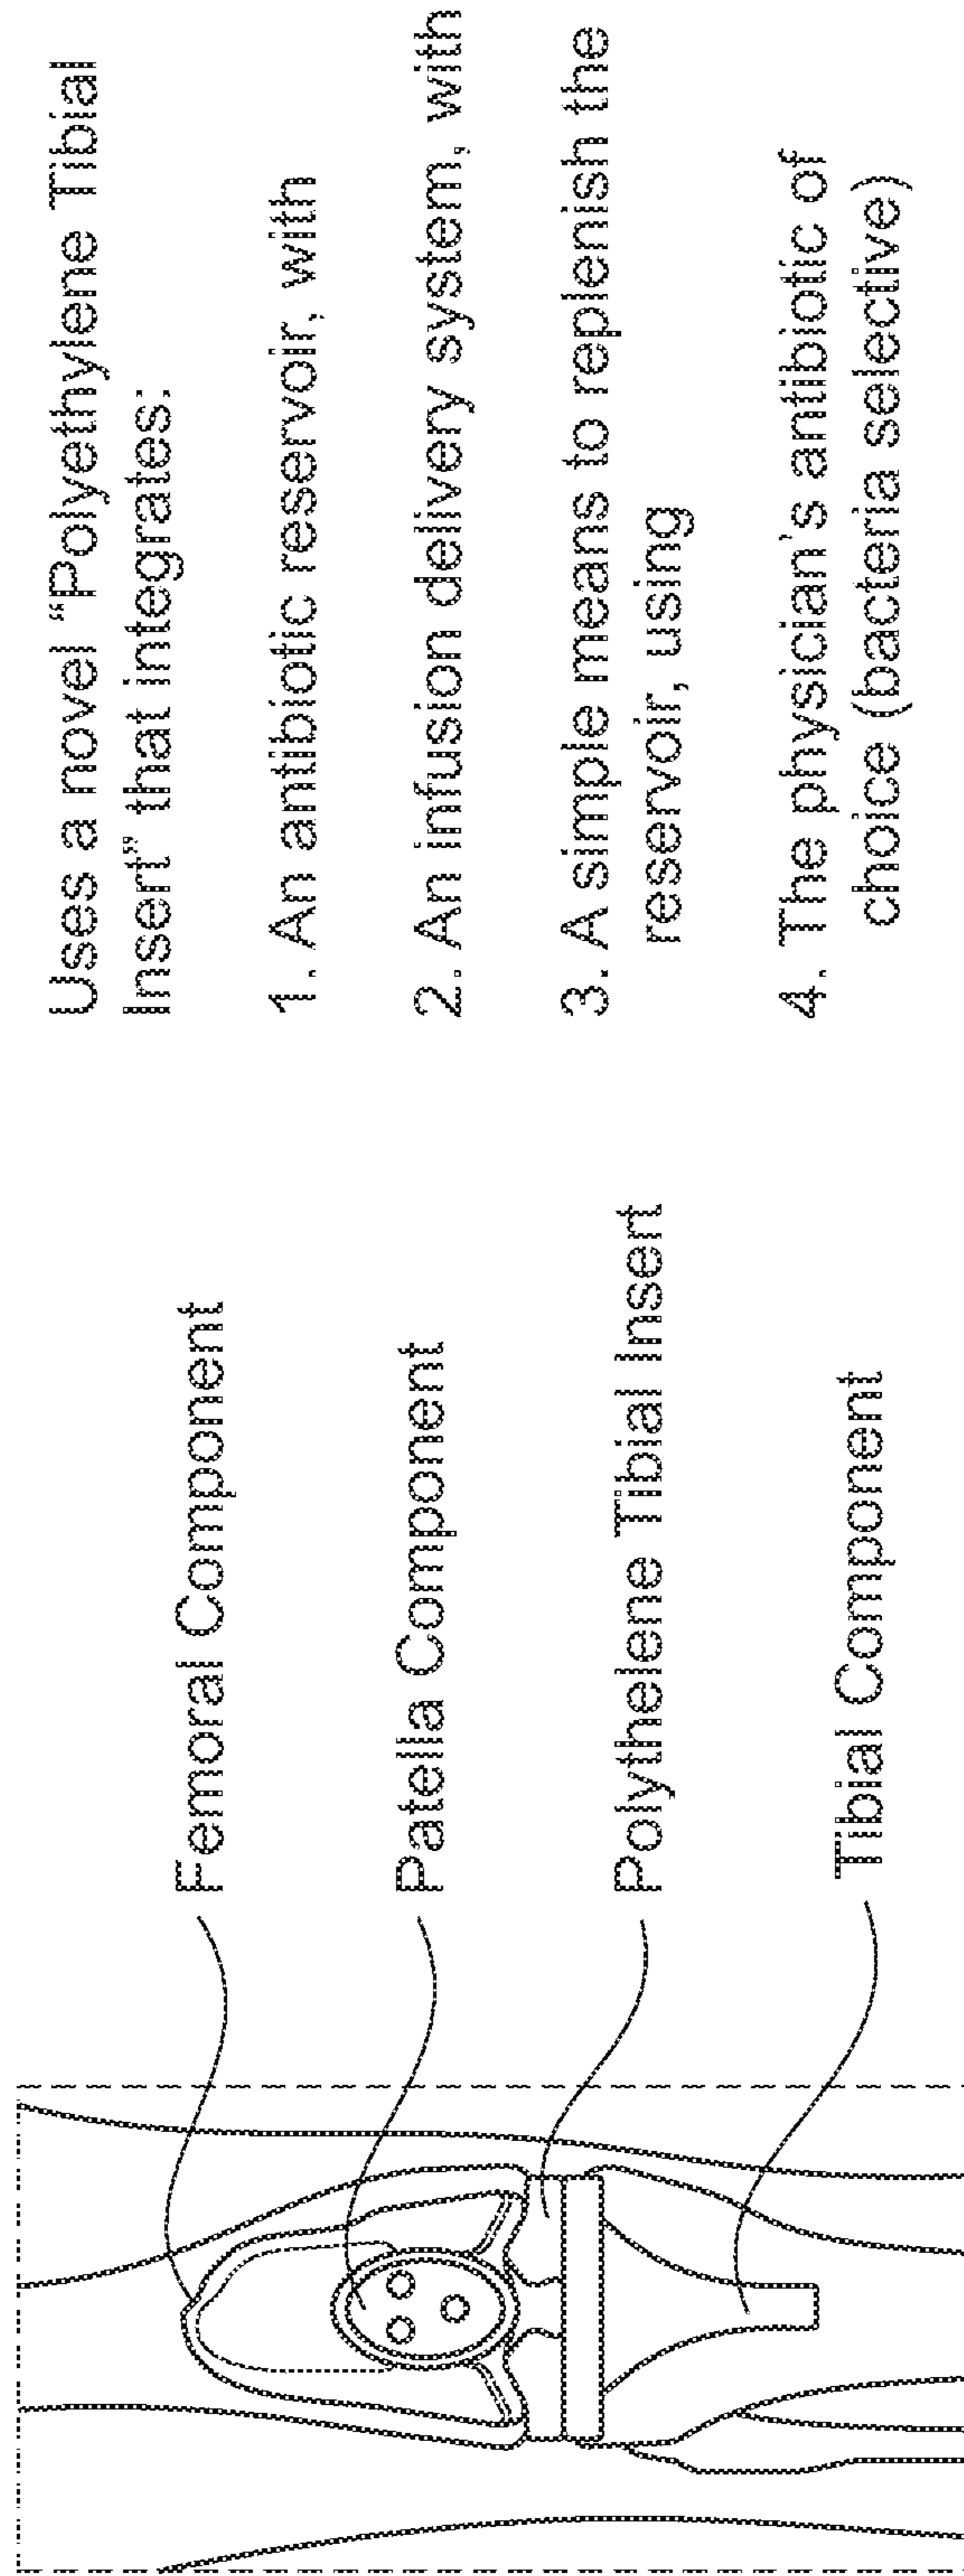 Femoral Component
Patella Component
Polythelene Tibial Insert
Tibial Component
Uses a novel “Polyethylene Tibial
Insert” that integrates:
1. An antibiotic reservoir, with
2. An infusion delivery system, with
3. A simple means to replenish the
reservoir, using
4. The physician's antibiotic of
choice (bacteria selective)